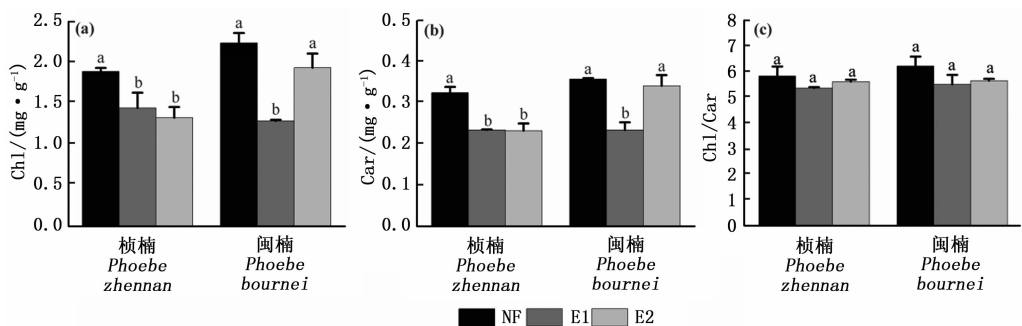 (a)
Chl/(mg·g⁻¹)
2.5
2.0
1.5
1.0
0.5
0.0
a
b
b
a
b
a
桢楠
Phoebe
zhennan
闽楠
Phoebe
bournei
(b)
Car/(mg·g⁻¹)
0.5
0.4
0.3
0.2
0.1
0.0
a
b
b
a
b
a
桢楠
Phoebe
zhennan
闽楠
Phoebe
bournei
(c)
Chl/Car
8
7
6
5
4
3
2
1
0
a
a
a
a
a
a
桢楠
Phoebe
zhennan
闽楠
Phoebe
bournei
NF E1 E2